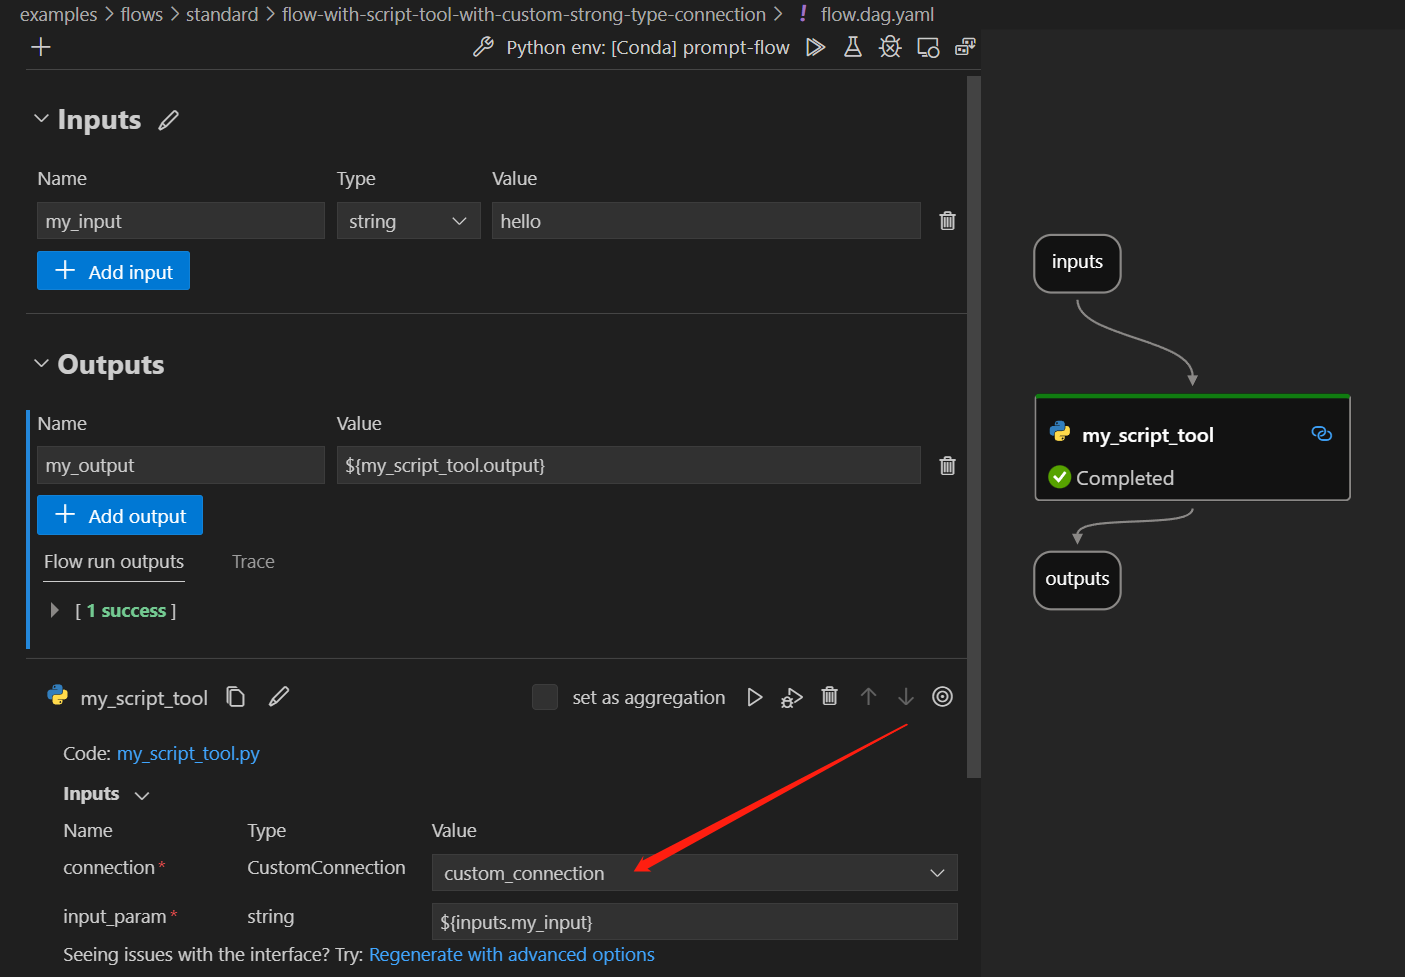 examples > flows > standard > flow-with-script-tool-with-custom-strong-type-connection > ! flow.dag.yaml
Python env: [Conda] prompt-flow
Inputs
Name Type Value
my_input string hello
Add input
Outputs
Name Value
my_output ${my_script_tool.output}
Add output
Flow run outputs Trace
[ 1 success ]
my_script_tool set as aggregation
Code: my_script_tool.py
Inputs
Name Type Value
connection* CustomConnection custom_connection
input_param* string ${inputs.my_input}
Seeing issues with the interface? Try: Regenerate with advanced options
inputs
my_script_tool
Completed
outputs